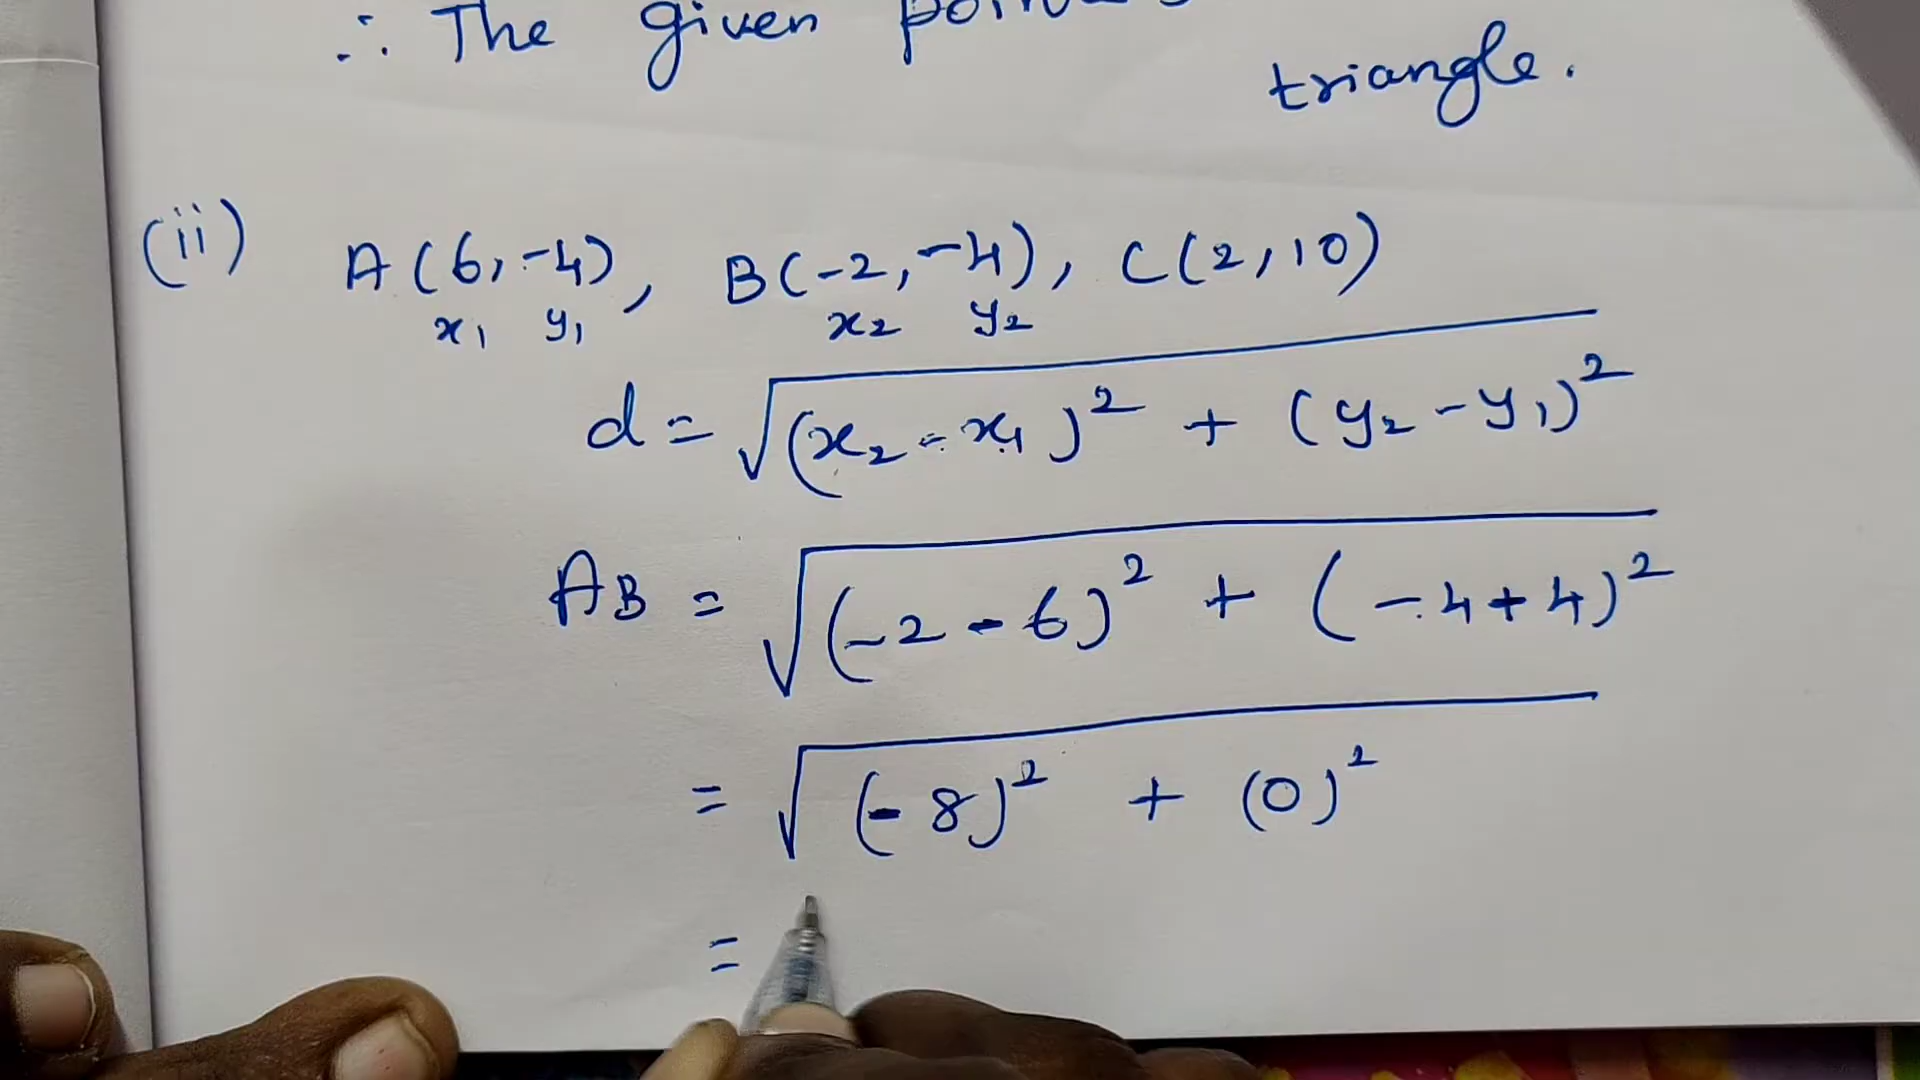 ∴ The given
triangle.
(ii) A(6,-4), B(-2,-4), C(2,10)
x₁ y₁ x₂ y₂
d = √(x₂-x₁)² + (y₂-y₁)²
AB = √(-2-6)² + (-4+4)²
= √(-8)² + (0)²
=